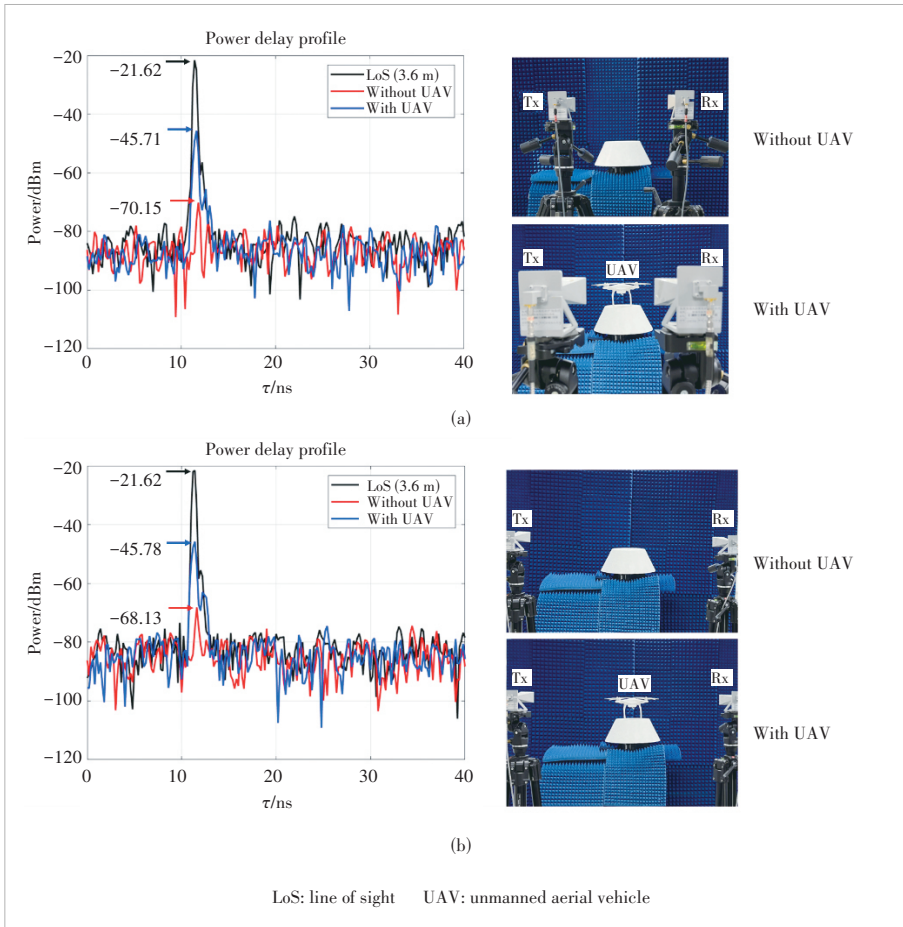 Power delay profile
−20
−40
−60
−80
−100
−120
Power/dBm
−21.62
−45.71
−70.15
LoS (3.6 m)
Without UAV
With UAV
0
10
20
30
40
τ/ns
Tx
Rx
Without UAV
Tx
UAV
Rx
With UAV
(a)
Power delay profile
−20
−40
−60
−80
−100
−120
Power/dBm
−21.62
−45.78
−68.13
LoS (3.6 m)
Without UAV
With UAV
0
10
20
30
40
τ/ns
Tx
Rx
Without UAV
Tx
UAV
Rx
With UAV
(b)
LoS: line of sight UAV: unmanned aerial vehicle